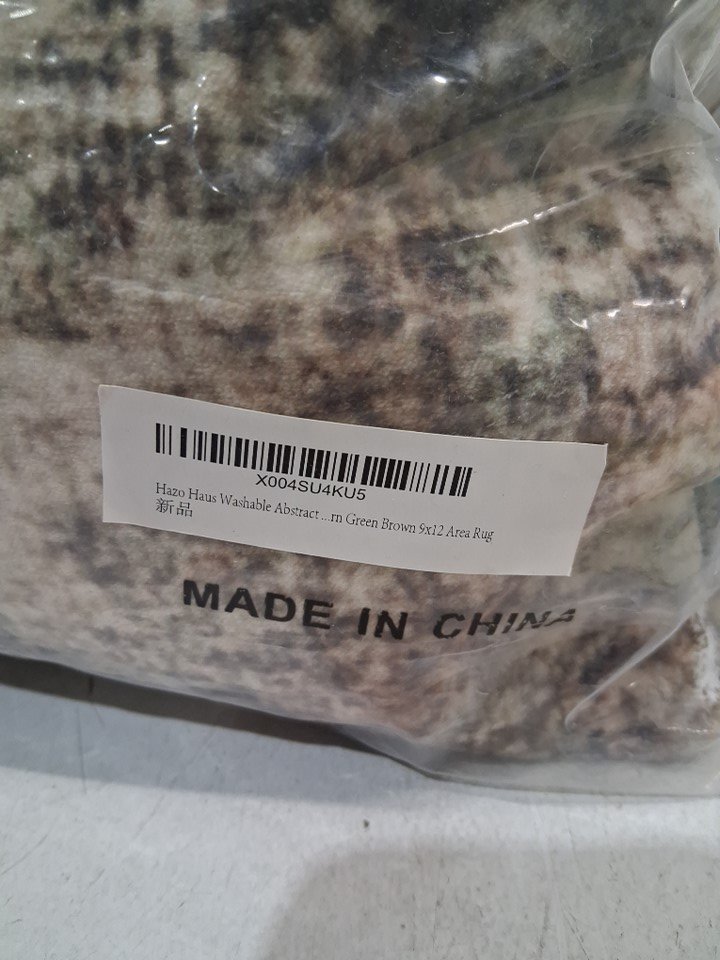 X004SU4KU5
Hazo Haus Washable Abstract ...rn Green Brown 9x12 Area Rug
新品
MADE IN CHINA